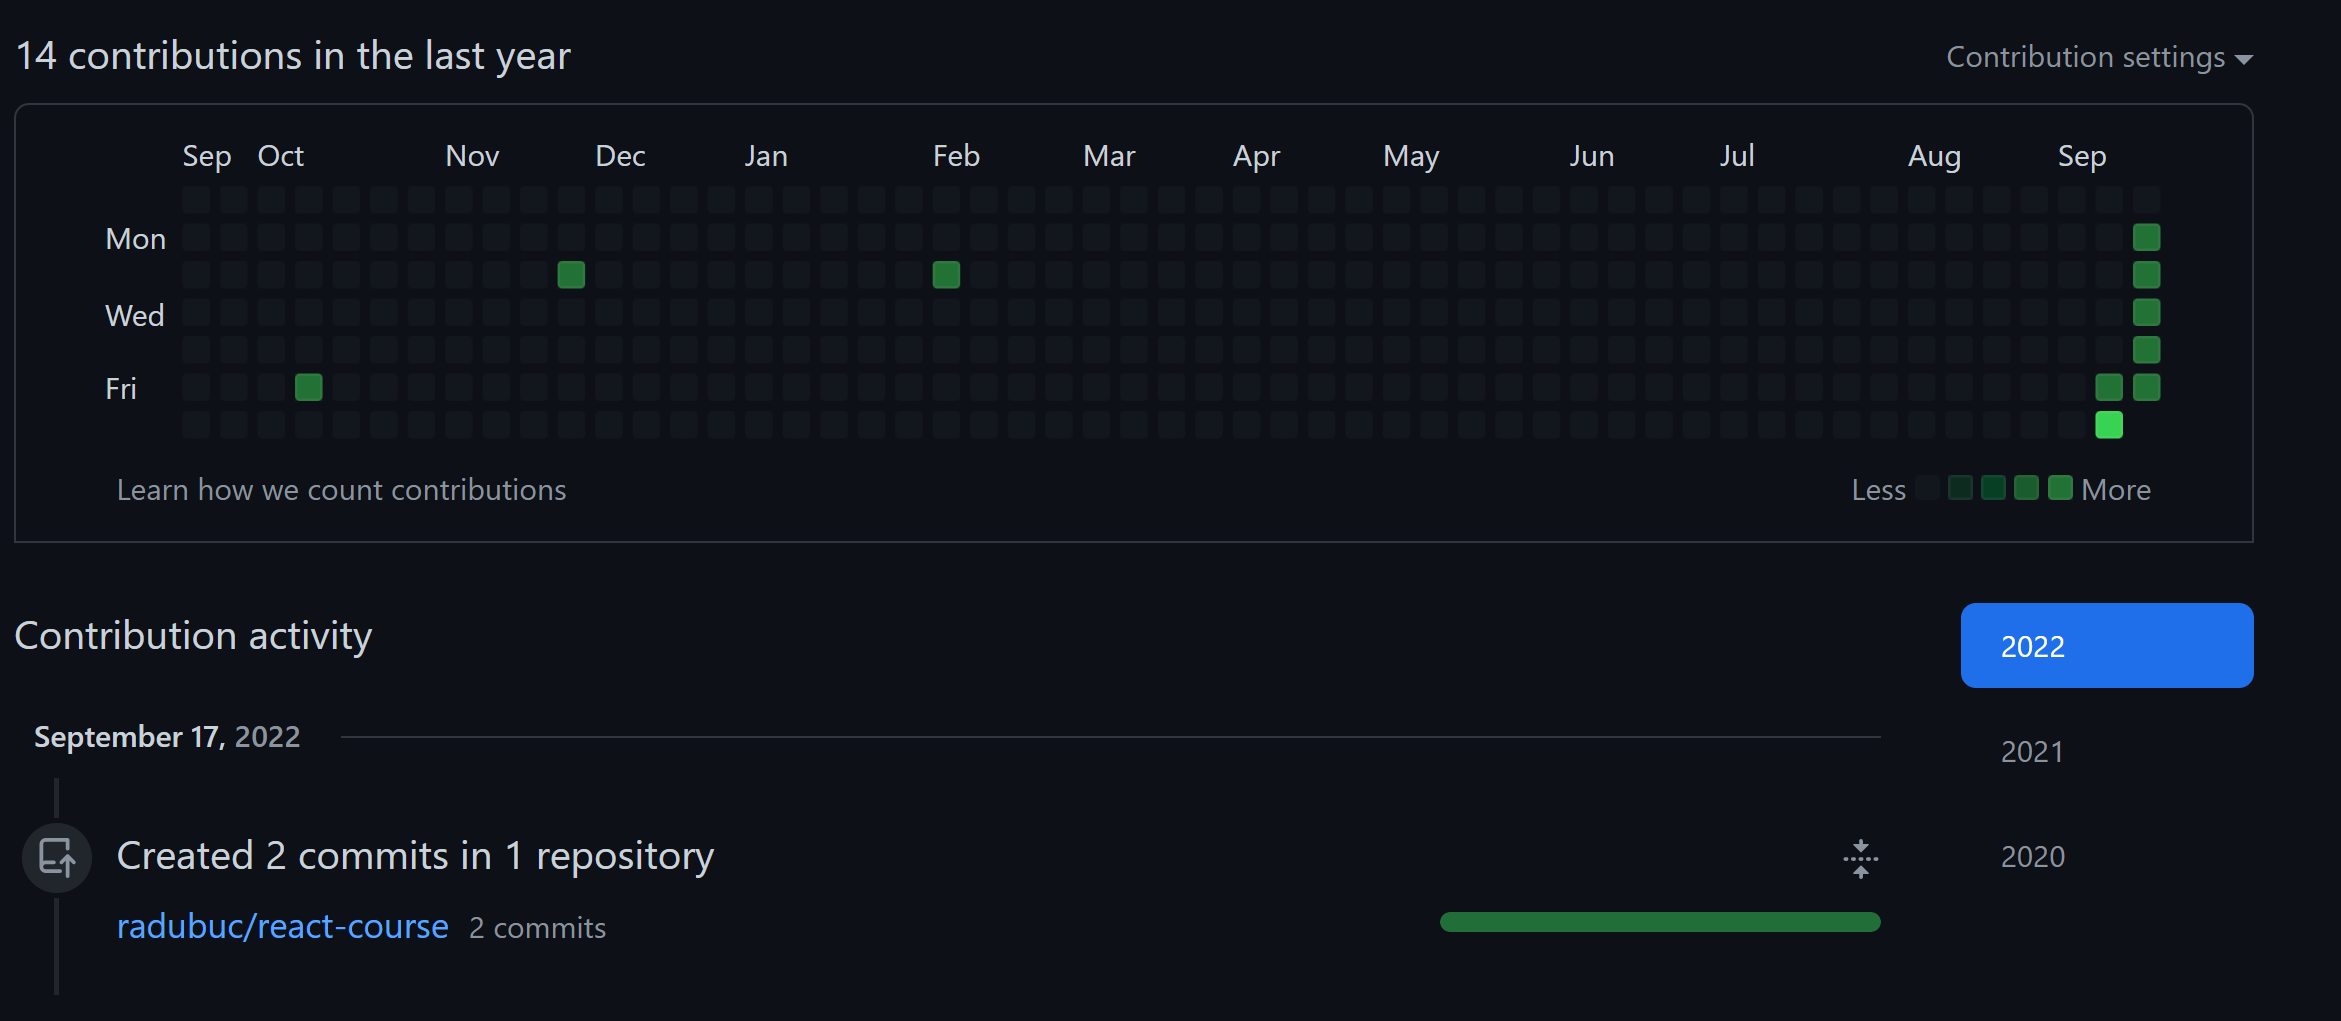 14 contributions in the last year
Contribution settings
Sep Oct Nov Dec Jan Feb Mar Apr May Jun Jul Aug Sep
Mon
Wed
Fri
Learn how we count contributions
Less More
Contribution activity
2022
2021
2020
September 17, 2022
Created 2 commits in 1 repository
radubuc/react-course 2 commits